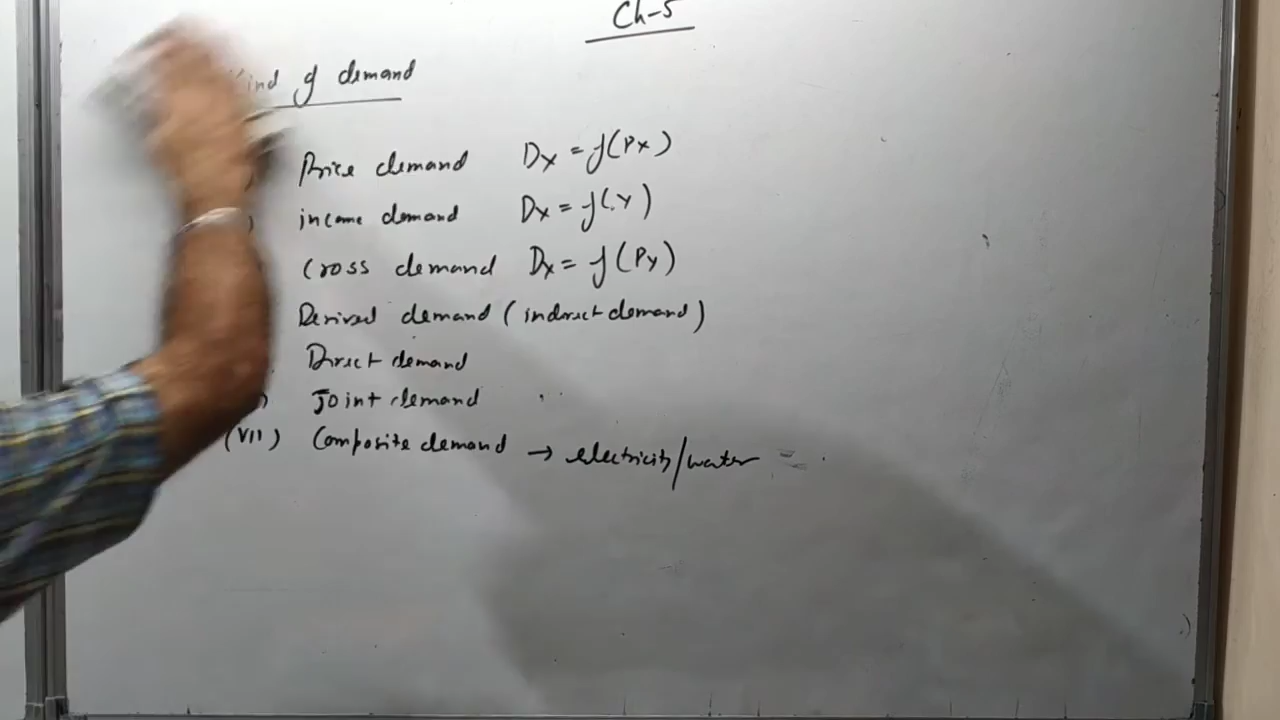 Ch-5
Kind of demand
Price demand Dx = f(Px)
income demand Dx = f(Y)
Cross demand Dx = f(Py)
Derived demand (indirect demand)
Direct demand
Joint demand
(VII) Composite demand → electricity/water =